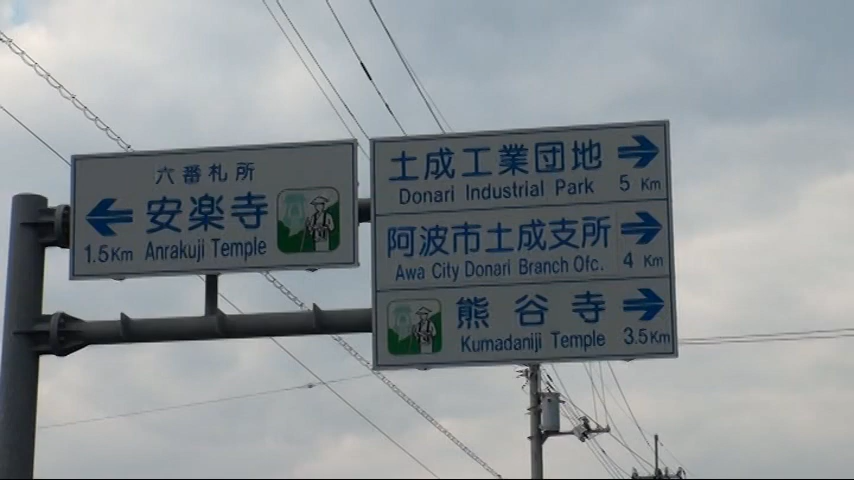 六番札所
安楽寺
1.5Km Anrakuji Temple
土成工業団地
Donari Industrial Park 5 Km
阿波市土成支所
Awa City Donari Branch Ofc. 4 Km
熊谷寺
Kumadaniji Temple 3.5Km